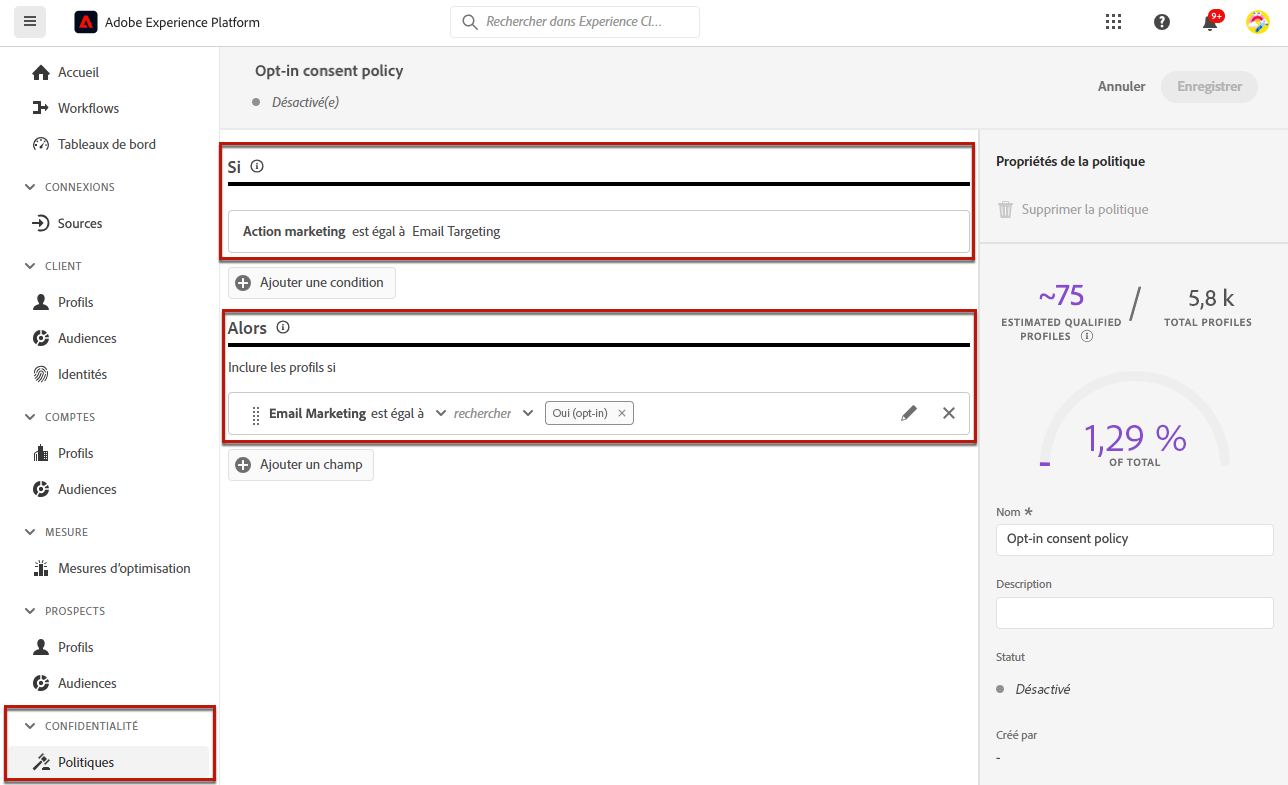 Adobe Experience Platform
Rechercher dans Experience Cl...
9+
Accueil
Workflows
Tableaux de bord
CONNEXIONS
Sources
CLIENT
Profils
Audiences
Identités
COMPTES
Profils
Audiences
MESURE
Mesures d'optimisation
PROSPECTS
Profils
Audiences
CONFIDENTIALITÉ
Politiques
Opt-in consent policy
Désactivé(e)
Annuler
Enregistrer
Si
Action marketing est égal à Email Targeting
Ajouter une condition
Alors
Inclure les profils si
Email Marketing est égal à rechercher Oui (opt-in)
Ajouter un champ
Propriétés de la politique
Supprimer la politique
~75 / 5,8 k
ESTIMATED QUALIFIED PROFILES
TOTAL PROFILES
1,29 %
OF TOTAL
Nom *
Opt-in consent policy
Description
Statut
Désactivé
Créé par
-